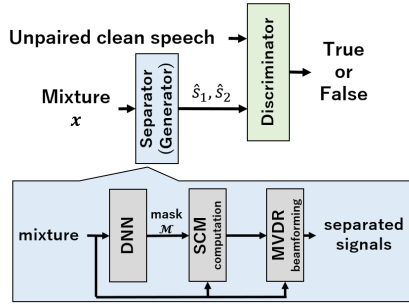 Unpaired clean speech
Mixture
x
Separator
(Generator)
ŝ₁, ŝ₂
Discriminator
True
or
False
mixture
DNN
mask
ℳ
SCM
computation
MVDR
beamforming
separated
signals